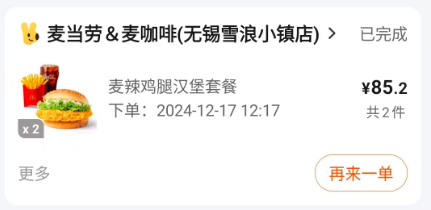 麦当劳＆麦咖啡(无锡雪浪小镇店) >
已完成
麦辣鸡腿汉堡套餐
¥85.2
下单：2024-12-17 12:17
共2件
x 2
更多
再来一单